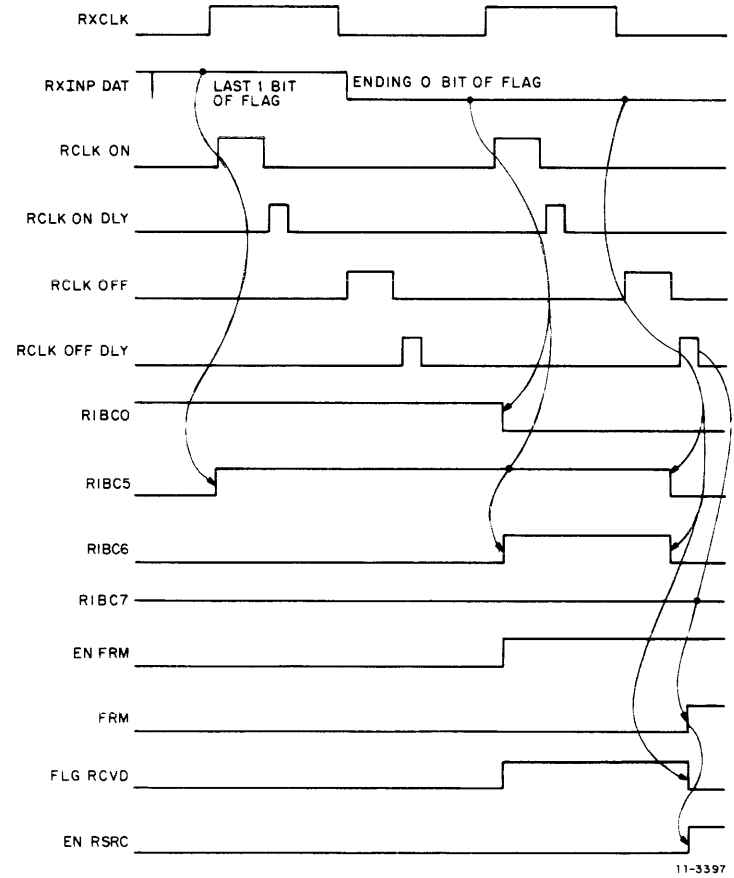 RXCLK
RXINP DAT
LAST 1 BIT
OF FLAG
ENDING 0 BIT OF FLAG
RCLK ON
RCLK ON DLY
RCLK OFF
RCLK OFF DLY
RIBC0
RIBC5
RIBC6
RIBC7
EN FRM
FRM
FLG RCVD
EN RSRC
11-3397